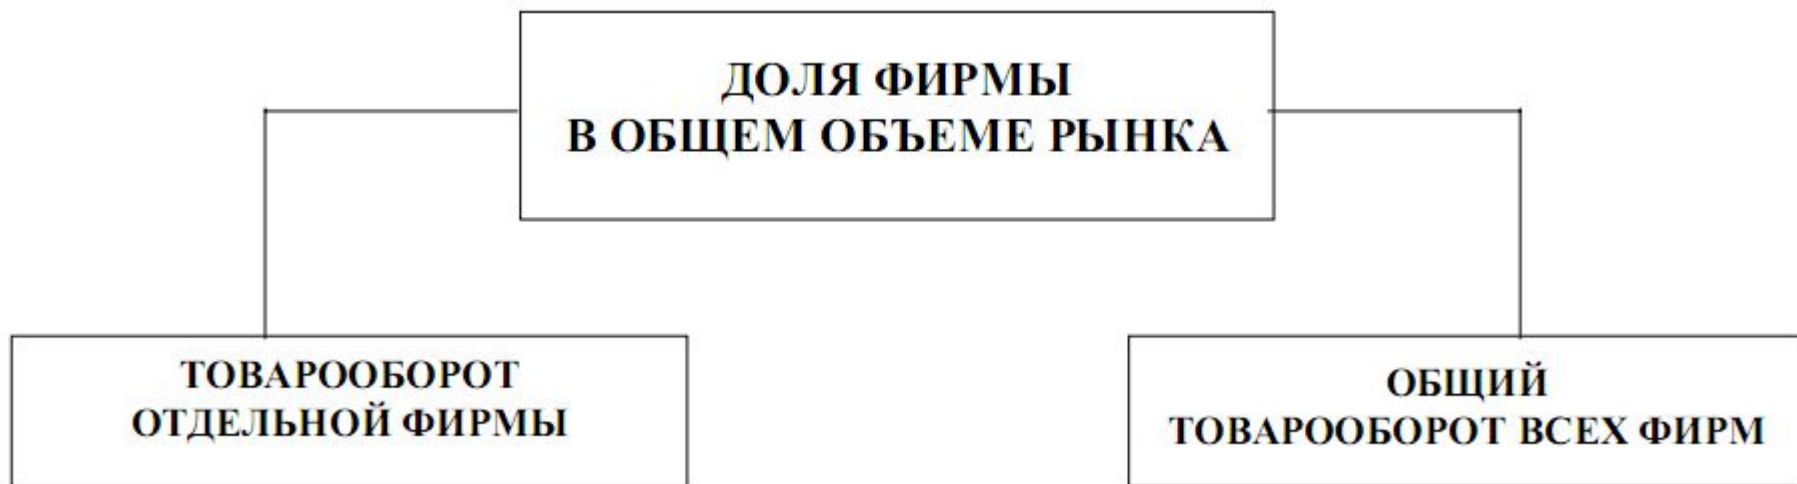 ДОЛЯ ФИРМЫ
В ОБЩЕМ ОБЪЕМЕ РЫНКА
ТОВАРООБОРОТ
ОТДЕЛЬНОЙ ФИРМЫ
ОБЩИЙ
ТОВАРООБОРОТ ВСЕХ ФИРМ